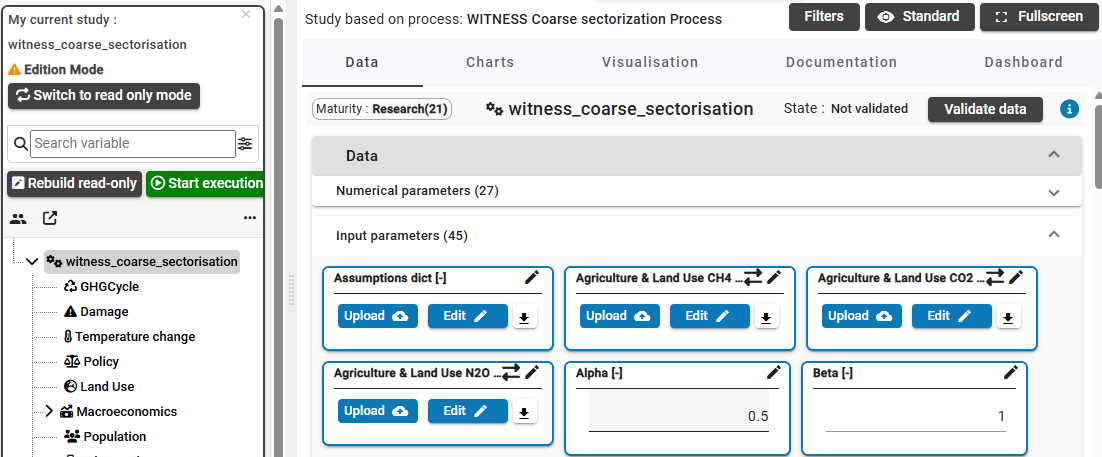 My current study :
witness_coarse_sectorisation
Edition Mode
Switch to read only mode
Search variable
Rebuild read-only
Start execution
witness_coarse_sectorisation
GHGCycle
Damage
Temperature change
Policy
Land Use
Macroeconomics
Population
Study based on process: WITNESS Coarse sectorization Process
Filters
Standard
Fullscreen
Data
Charts
Visualisation
Documentation
Dashboard
Maturity : Research(21)
witness_coarse_sectorisation
State : Not validated
Validate data
Data
Numerical parameters (27)
Input parameters (45)
Assumptions dict [-]
Upload
Edit
Agriculture & Land Use CH4 ...
Upload
Edit
Agriculture & Land Use CO2 ...
Upload
Edit
Agriculture & Land Use N2O ...
Upload
Edit
Alpha [-]
0.5
Beta [-]
1